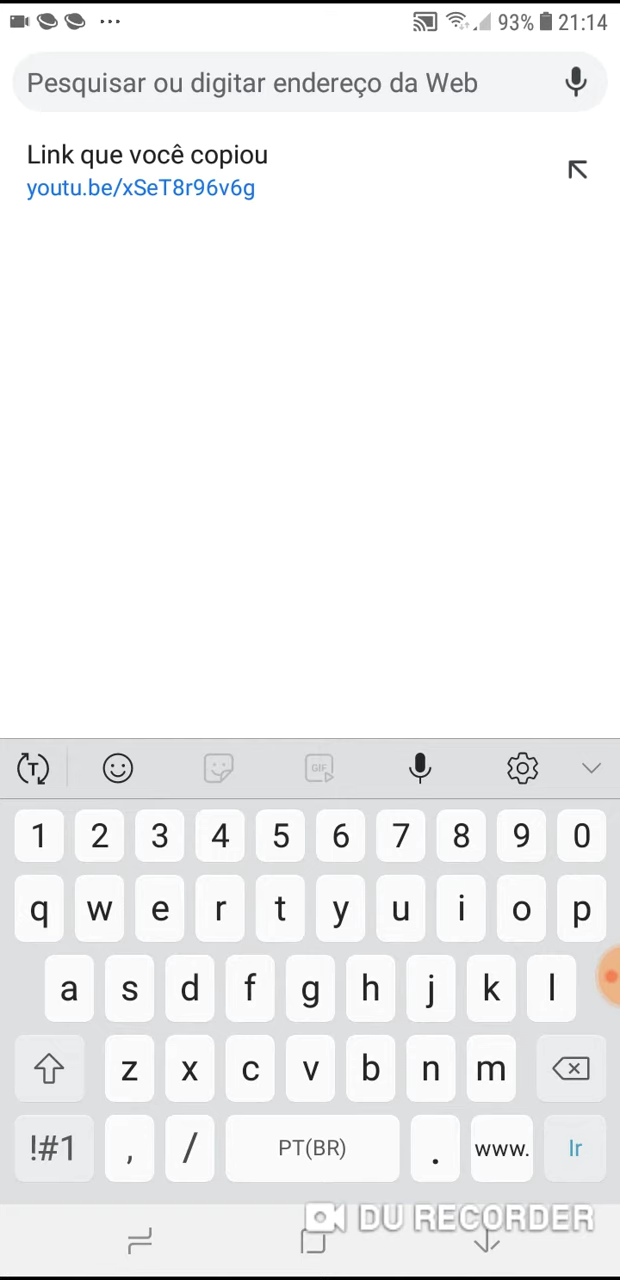 93% 21:14
Pesquisar ou digitar endereço da Web
Link que você copiou
youtu.be/xSeT8r96v6g
T GIF
1 2 3 4 5 6 7 8 9 0
q w e r t y u i o p
a s d f g h j k l
z x c v b n m
!#1 , / PT(BR) . www. Ir
DU RECORDER